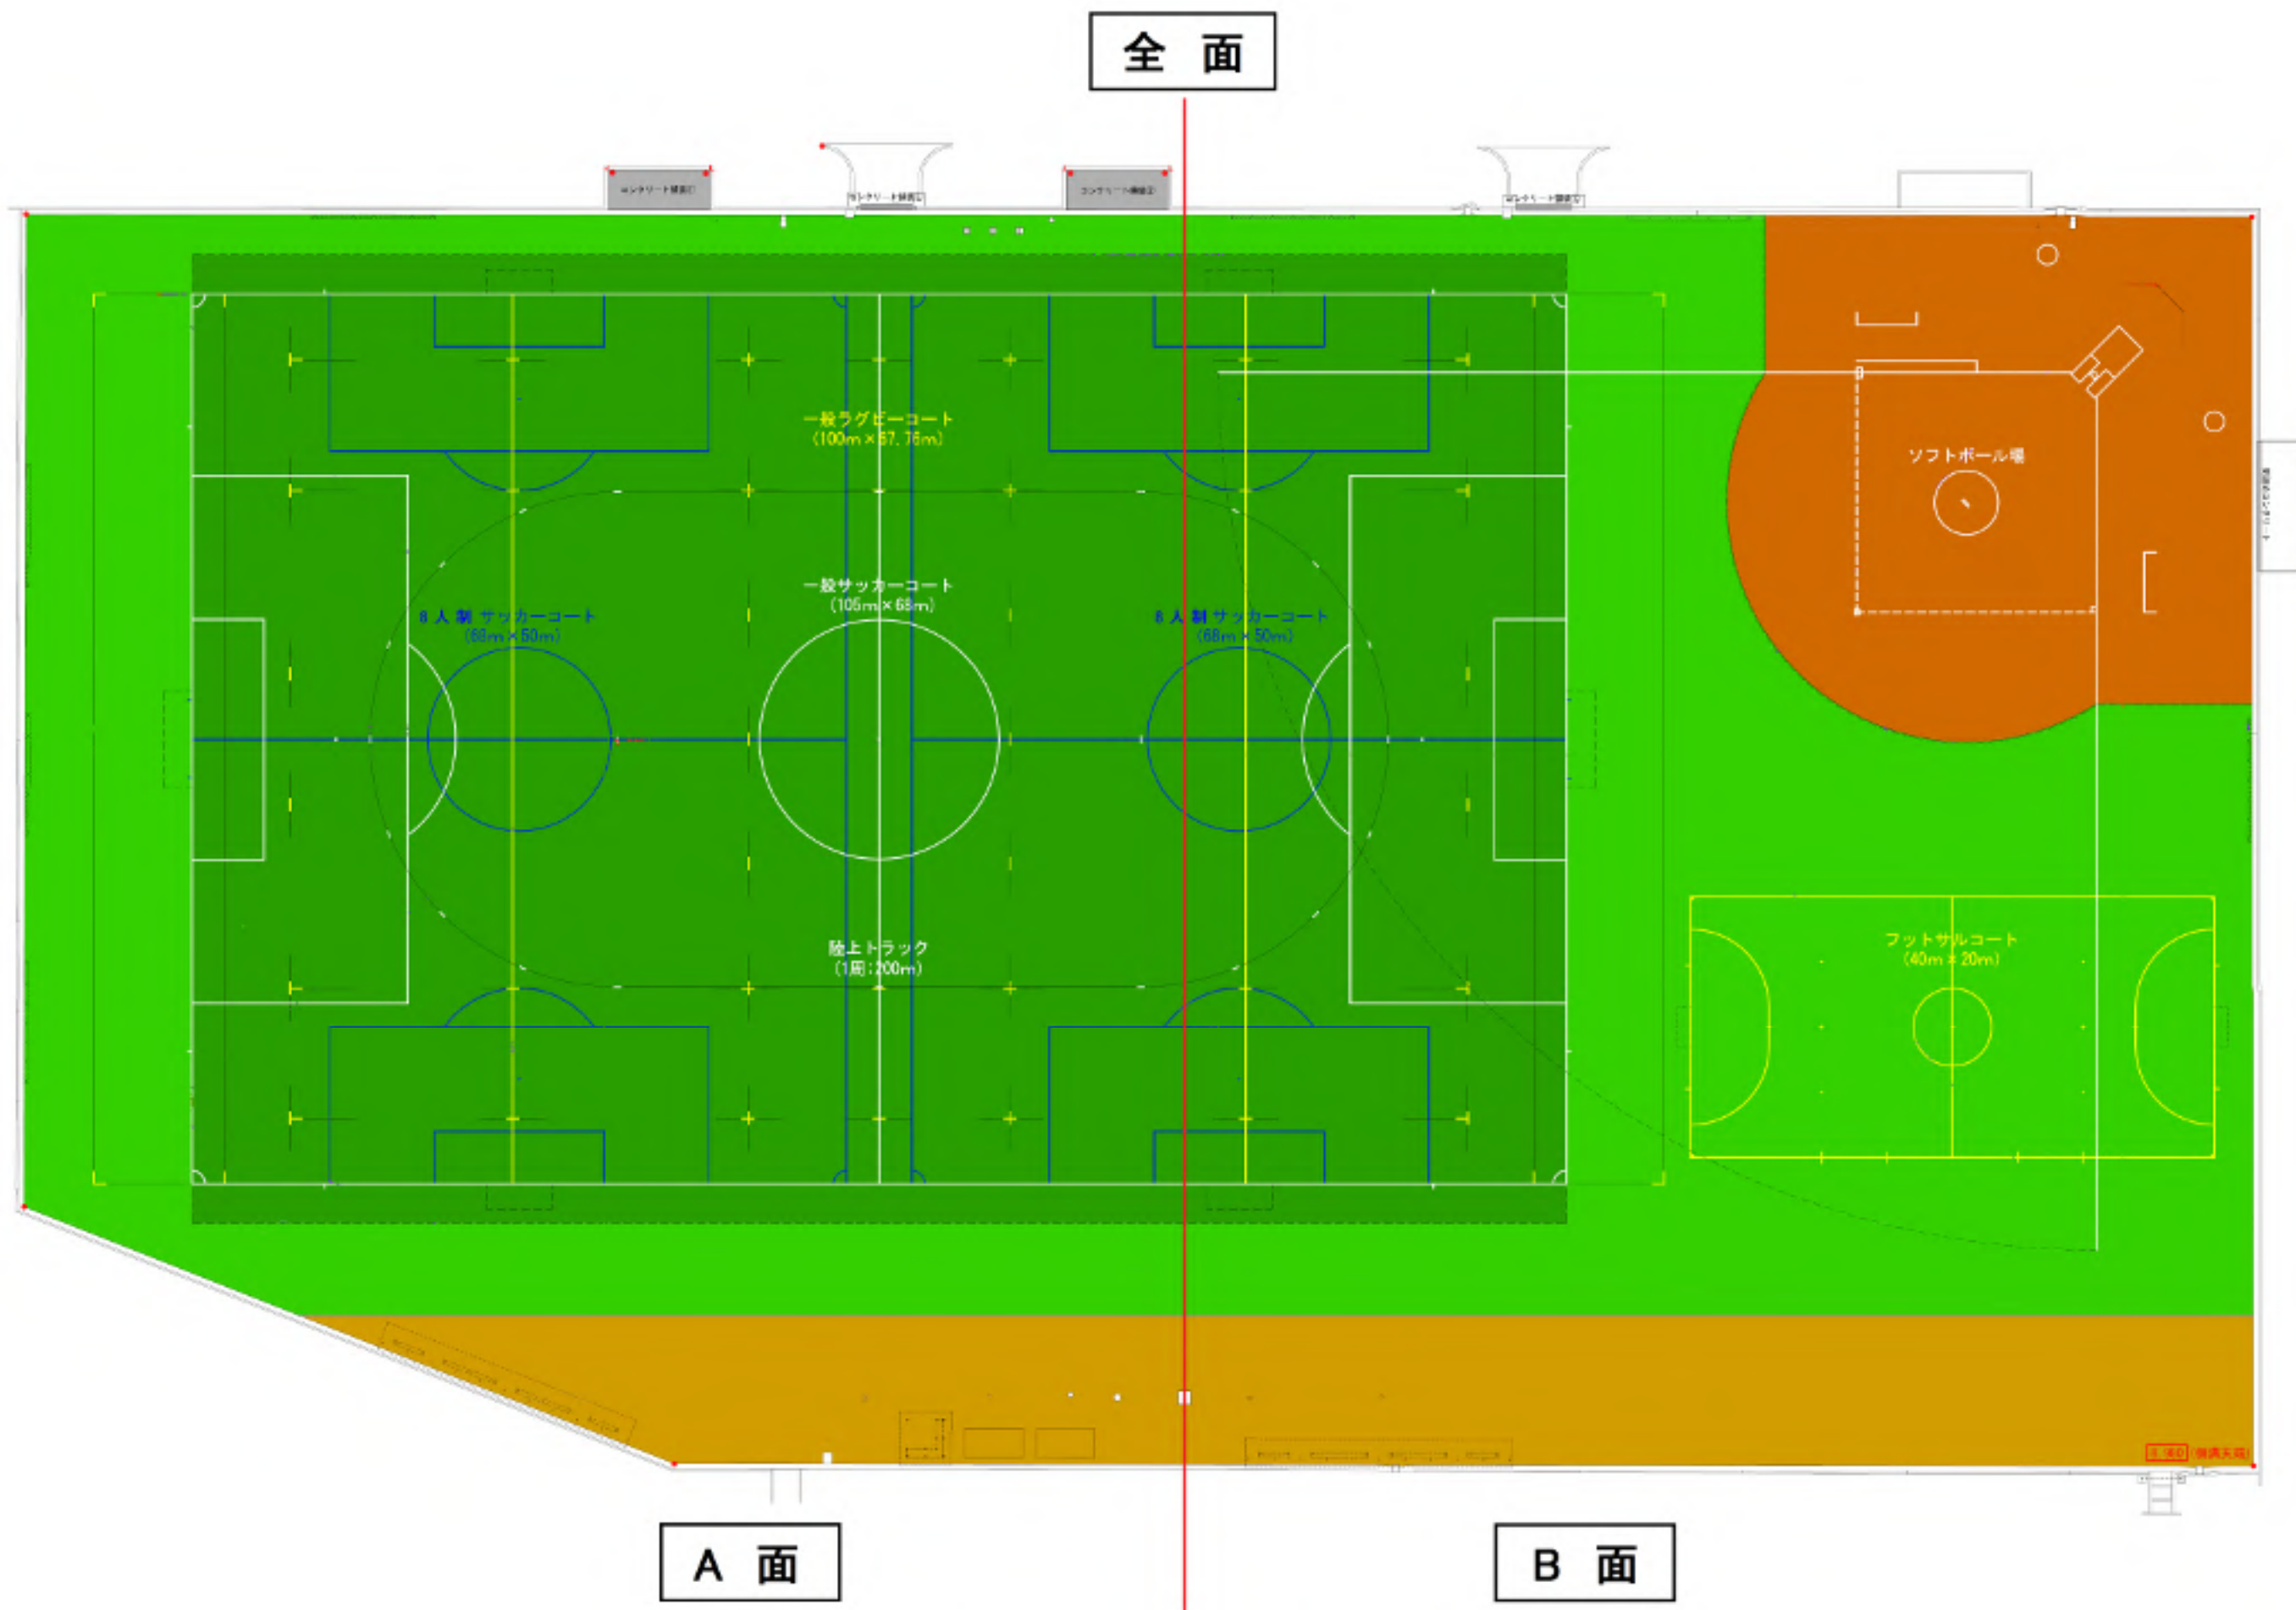 全 面
一般ラグビーコート
(100m×67.76m)
ソフトボール場
一般サッカーコート
(105m×68m)
8人制 サッカーコート
(68m×50m)
8人制 サッカーコート
(68m×50m)
陸上トラック
(1周:200m)
フットサルコート
(40m×20m)
A 面
B 面